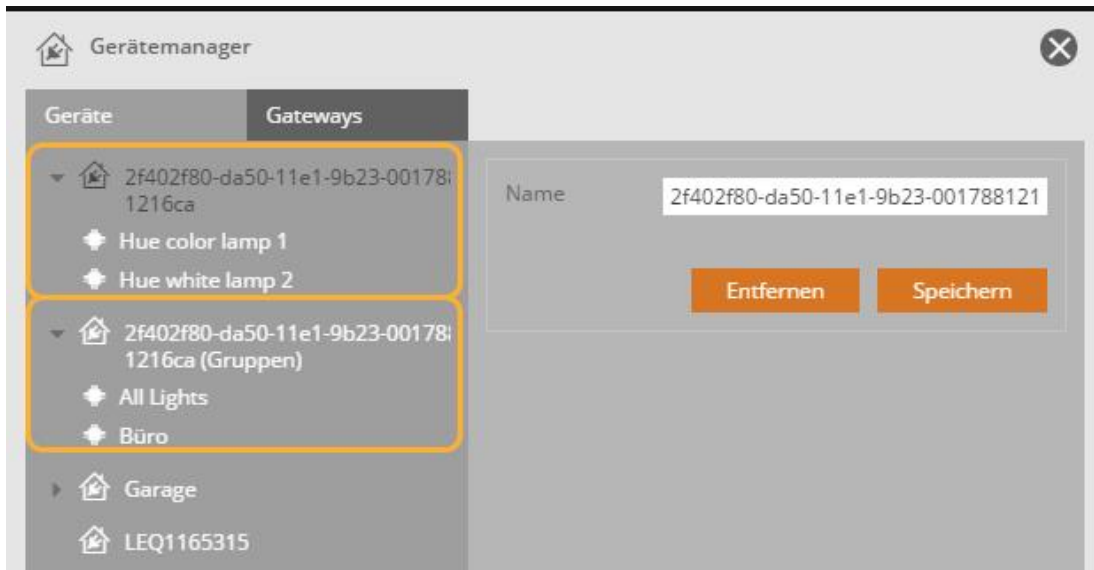 Gerätemanager
Geräte
Gateways
2f402f80-da50-11e1-9b23-00178
1216ca
Hue color lamp 1
Hue white lamp 2
2f402f80-da50-11e1-9b23-00178
1216ca (Gruppen)
All Lights
Büro
Garage
LEQ1165315
Name
2f402f80-da50-11e1-9b23-001788121
Entfernen
Speichern